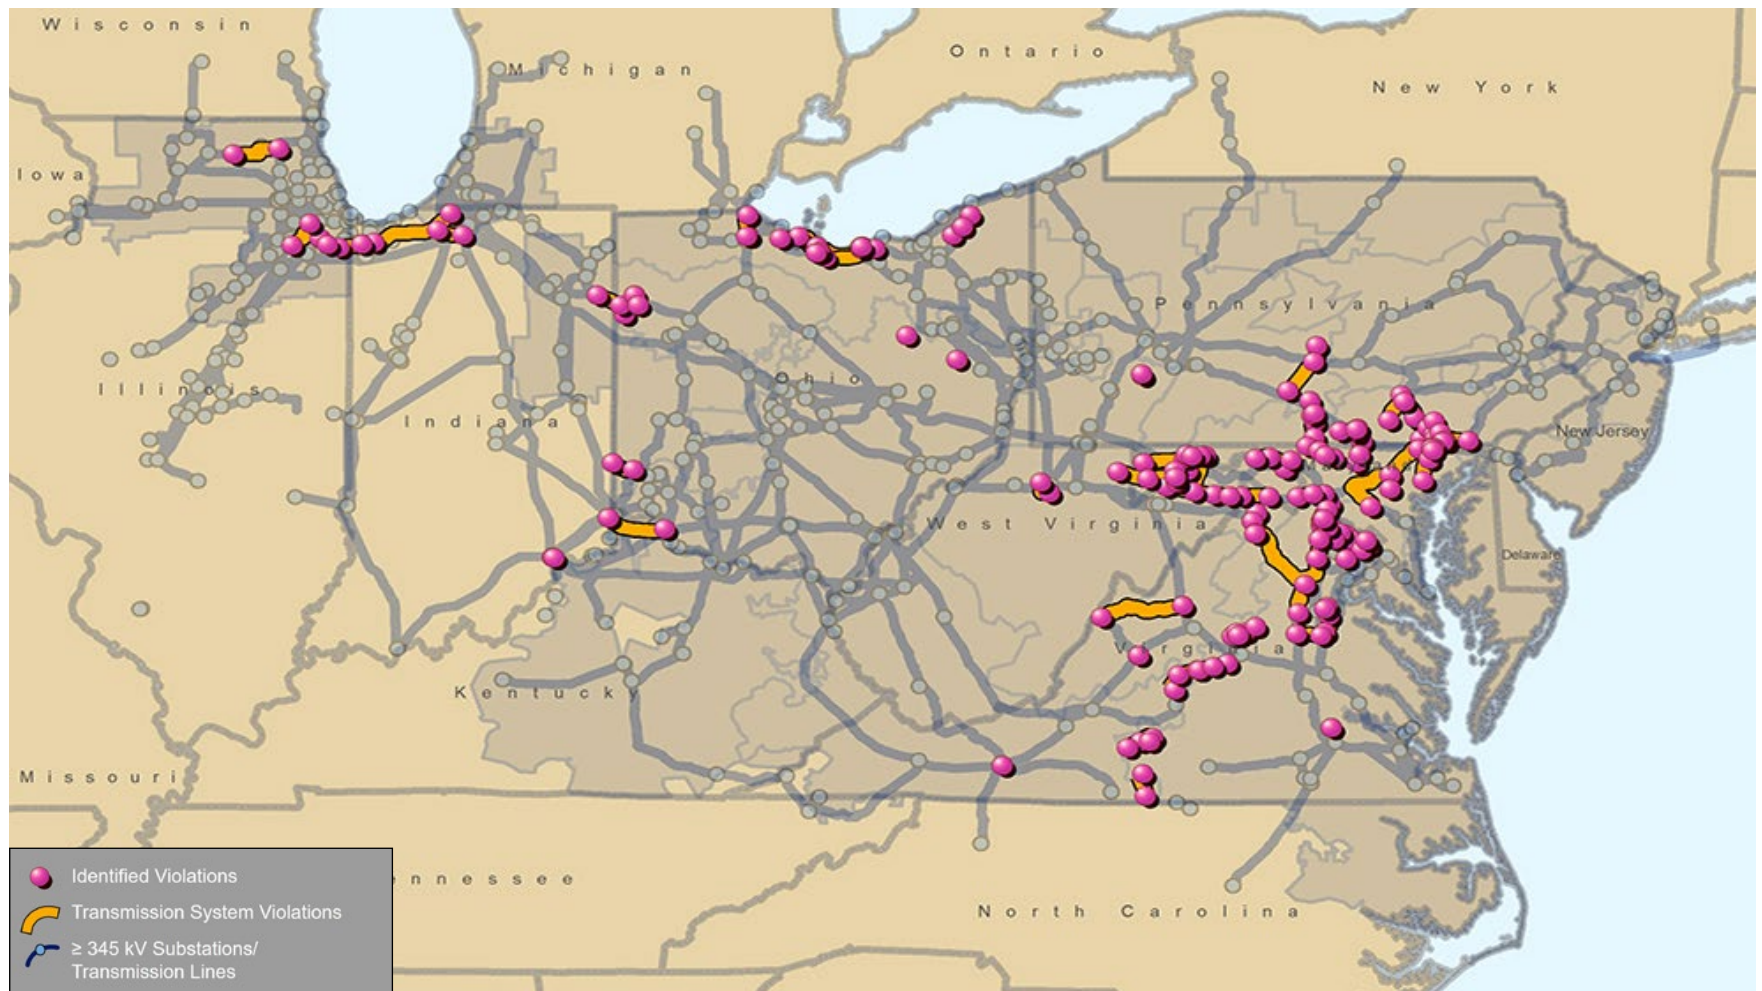 Wisconsin
Michigan
Ontario
New York
Iowa
Pennsylvania
Illinois
Ohio
Indiana
New Jersey
West Virginia
Delaware
Virginia
Kentucky
Missouri
ennessee
North Carolina
Identified Violations
Transmission System Violations
≥ 345 kV Substations/
Transmission Lines